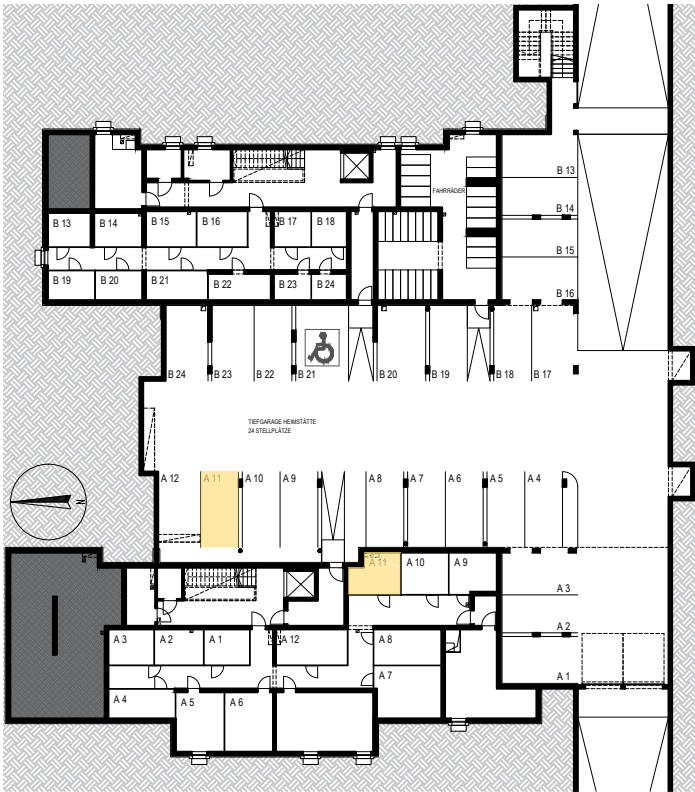 B 13
FAHRRÄDER
B 14
B 13
B 14
B 15
B 16
B 17
B 18
B 15
B 19
B 20
B 21
B 22
B 23
B 24
B 16
B 24
B 23
B 22
B 21
B 20
B 19
B 18
B 17
TIEFGARAGE HEIMSTÄTTE
24 STELLPLÄTZE
A 12
A 11
A 10
A 9
A 8
A 7
A 6
A 5
A 4
N
A 11
A 10
A 9
A 3
A 2
A 3
A 2
A 1
A 12
A 8
A 7
A 1
A 4
A 5
A 6